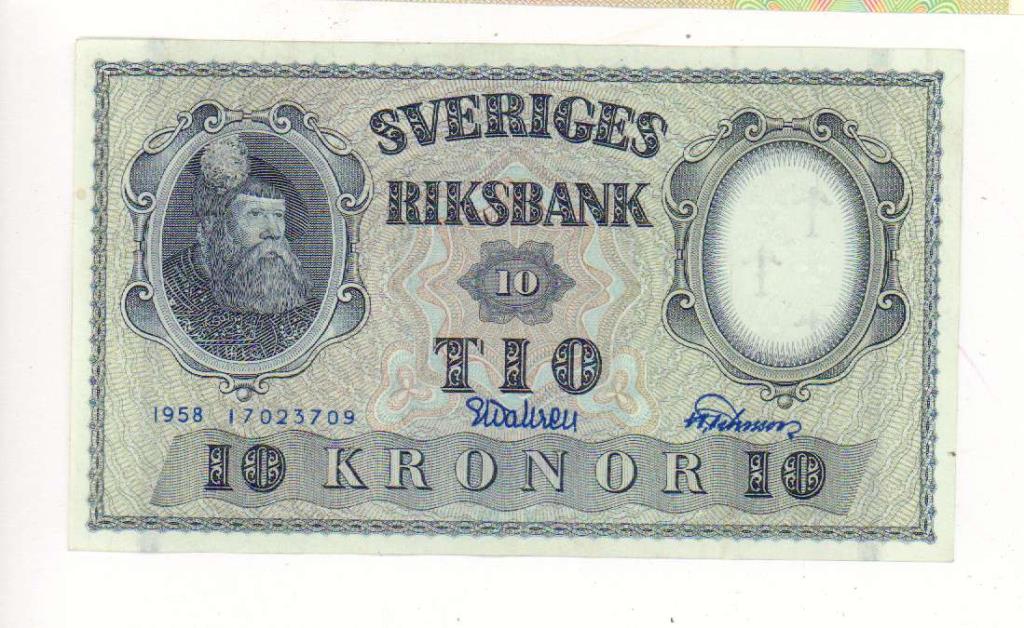 SVERIGES
RIKSBANK
10
TIO
1958 17023709
10 KRONOR 10